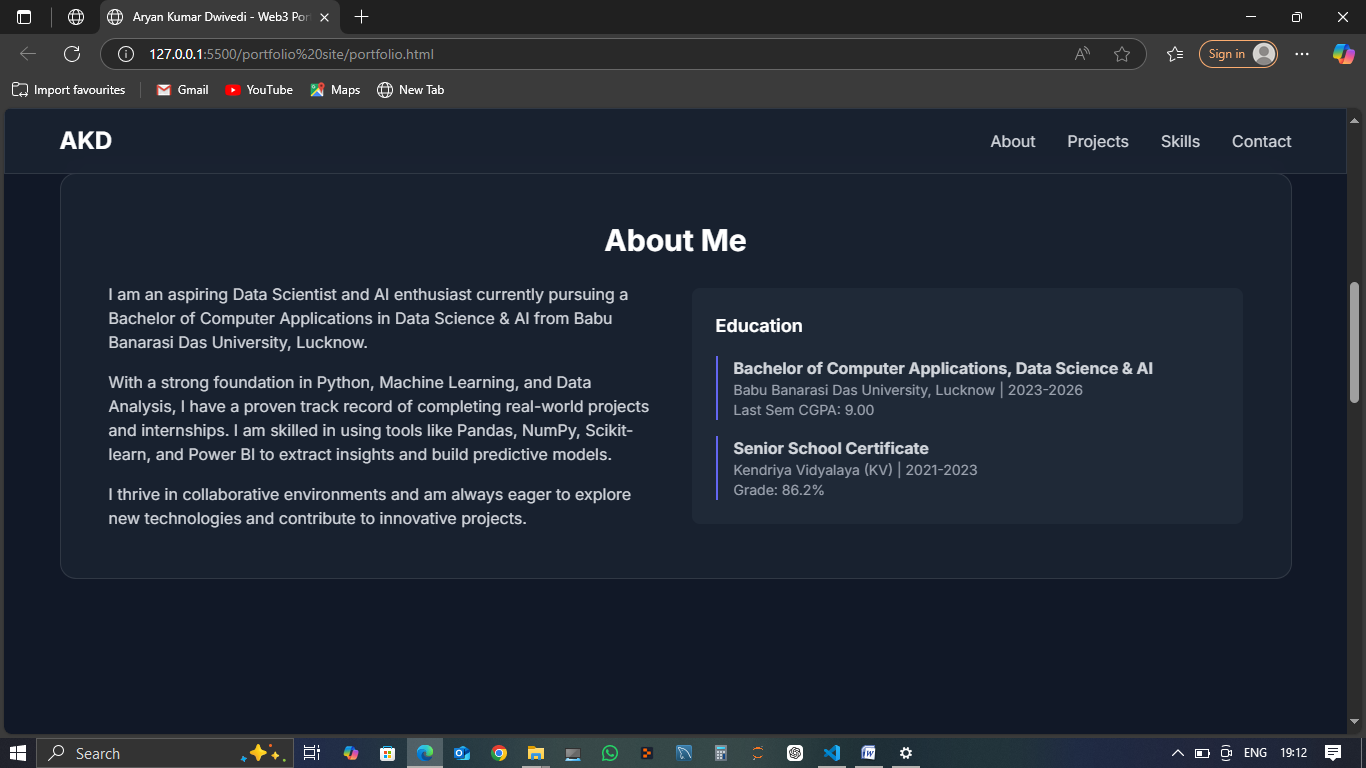 Aryan Kumar Dwivedi - Web3 Por
127.0.0.1:5500/portfolio%20site/portfolio.html
Sign in
Import favourites
Gmail
YouTube
Maps
New Tab
AKD
About
Projects
Skills
Contact
About Me
I am an aspiring Data Scientist and AI enthusiast currently pursuing a
Bachelor of Computer Applications in Data Science & AI from Babu
Banarasi Das University, Lucknow.
With a strong foundation in Python, Machine Learning, and Data
Analysis, I have a proven track record of completing real-world projects
and internships. I am skilled in using tools like Pandas, NumPy, Scikit-
learn, and Power BI to extract insights and build predictive models.
I thrive in collaborative environments and am always eager to explore
new technologies and contribute to innovative projects.
Education
Bachelor of Computer Applications, Data Science & AI
Babu Banarasi Das University, Lucknow | 2023-2026
Last Sem CGPA: 9.00
Senior School Certificate
Kendriya Vidyalaya (KV) | 2021-2023
Grade: 86.2%
Search
ENG
19:12